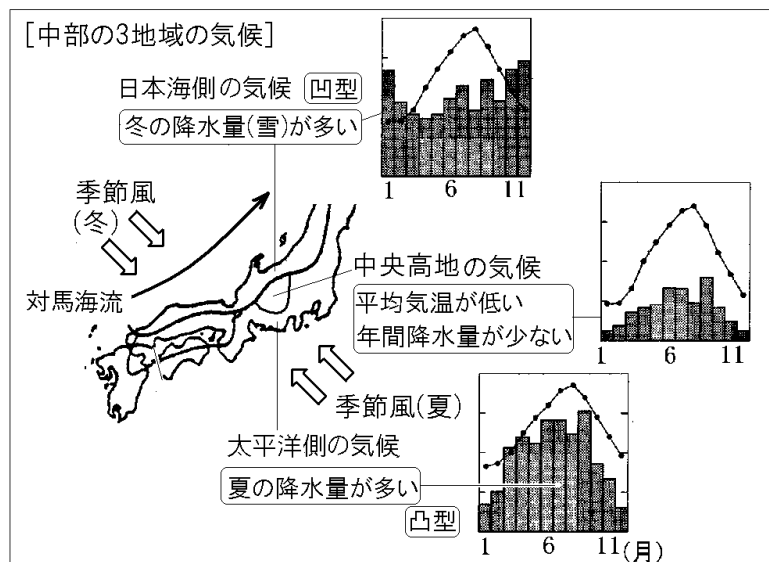 [中部の3地域の気候]
日本海側の気候 凹型
冬の降水量(雪)が多い
1 6 11
季節風
(冬)
対馬海流
中央高地の気候
平均気温が低い
年間降水量が少ない
1 6 11
季節風(夏)
太平洋側の気候
夏の降水量が多い
凸型
1 6 11 (月)